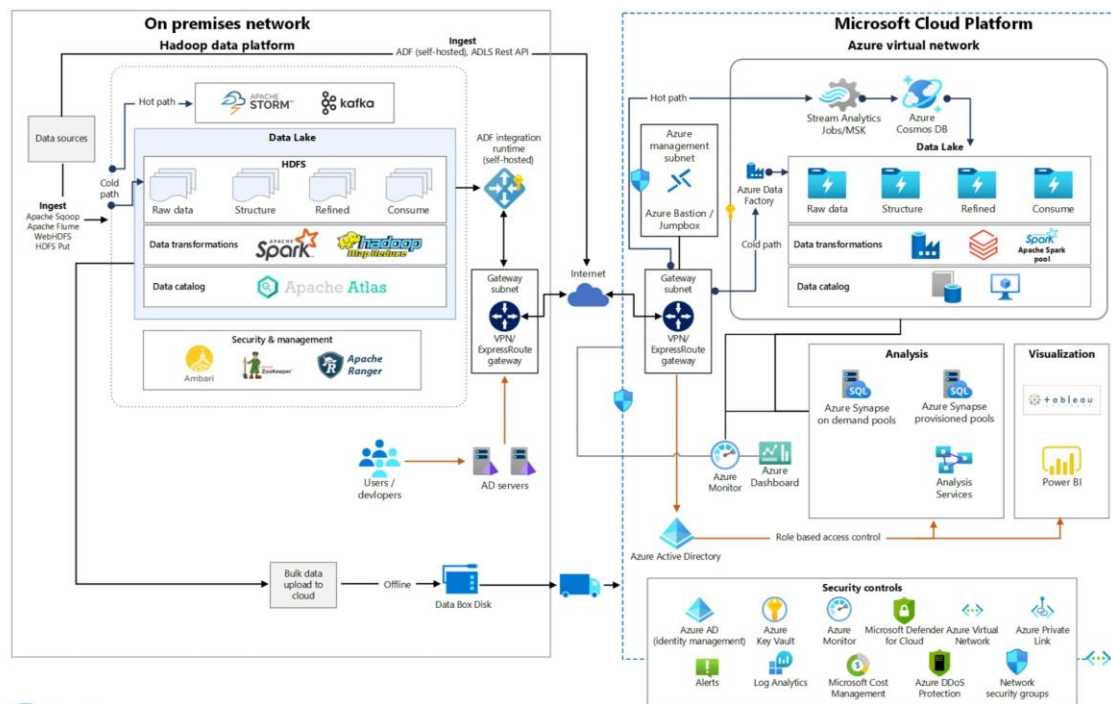 On premises network
Hadoop data platform
Ingest
ADF (self-hosted), ADLS Rest API
Hot path
APACHE
STORM™
kafka
Data sources
Data Lake
HDFS
Cold
path
Raw data
Structure
Refined
Consume
Ingest
Apache Sqoop
Apache Flume
WebHDFS
HDFS Put
Data transformations
APACHE
Spark
hadoop
Map Reduce
Data catalog
Apache Atlas
Security & management
Ambari
ZooKeeper
Apache
Ranger
ADF integration
runtime
(self-hosted)
Gateway
subnet
VPN/
ExpressRoute
gateway
Internet
Users /
devlopers
AD servers
Bulk data
upload to
cloud
Offline
Data Box Disk
Microsoft Cloud Platform
Azure virtual network
Hot path
Stream Analytics
Jobs/MSK
Azure
Cosmos DB
Azure
management
subnet
Azure Bastion /
Jumpbox
Data Lake
Azure Data
Factory
Raw data
Structure
Refined
Consume
Cold path
Data transformations
APACHE
Spark
Apache Spark
pool
Data catalog
Gateway
subnet
VPN/
ExpressRoute
gateway
Analysis
SQL
Azure Synapse
on demand pools
SQL
Azure Synapse
provisioned pools
Analysis
Services
Visualization
+tableau
Power BI
Azure
Monitor
Azure
Dashboard
Azure Active Directory
Role based access control
Security controls
Azure AD
(identity management)
Azure
Key Vault
Azure
Monitor
Microsoft Defender
for Cloud
Azure Virtual
Network
Azure Private
Link
Alerts
Log Analytics
Microsoft Cost
Management
Azure DDoS
Protection
Network
security groups